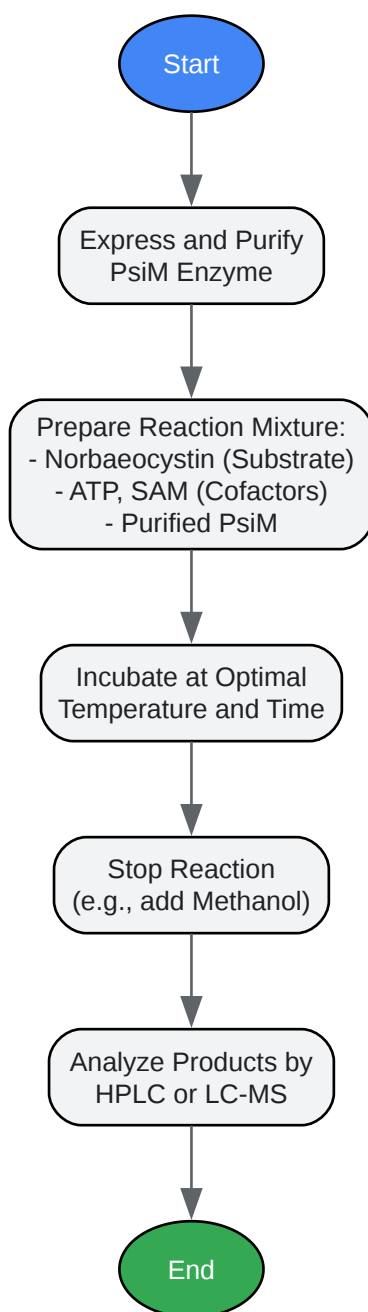 Start
Express and Purify
PsiM Enzyme
Prepare Reaction Mixture:
- Norbaeocystin (Substrate)
- ATP, SAM (Cofactors)
- Purified PsiM
Incubate at Optimal
Temperature and Time
Stop Reaction
(e.g., add Methanol)
Analyze Products by
HPLC or LC-MS
End